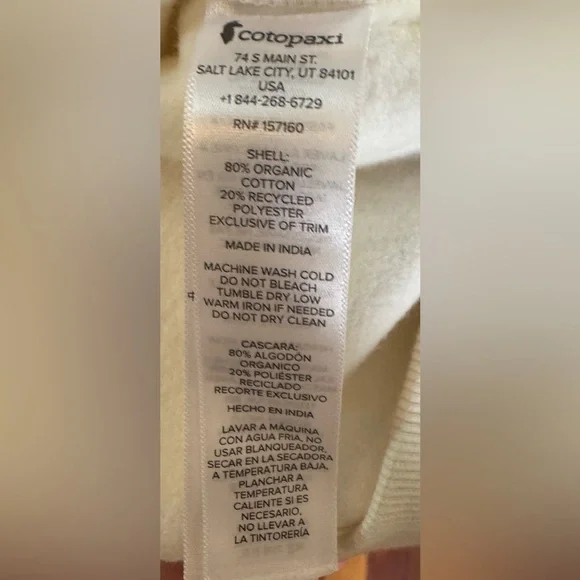 cotopaxi
74 S MAIN ST.
SALT LAKE CITY, UT 84101
USA
+1 844-268-6729
RN# 157160
SHELL:
80% ORGANIC
COTTON
20% RECYCLED
POLYESTER
EXCLUSIVE OF TRIM
MADE IN INDIA
MACHINE WASH COLD
DO NOT BLEACH
TUMBLE DRY LOW
WARM IRON IF NEEDED
DO NOT DRY CLEAN
CASCARA:
80% ALGODÓN
ORGANICO
20% POLIÉSTER
RECICLADO
RECORTE EXCLUSIVO
HECHO EN INDIA
LAVAR A MÁQUINA
CON AGUA FRIA, NO
USAR BLANQUEADOR,
SECAR EN LA SECADORA
A TEMPERATURA BAJA,
PLANCHAR A
TEMPERATURA
CALIENTE SI ES
NECESARIO,
NO LLEVAR A
LA TINTORERÍA